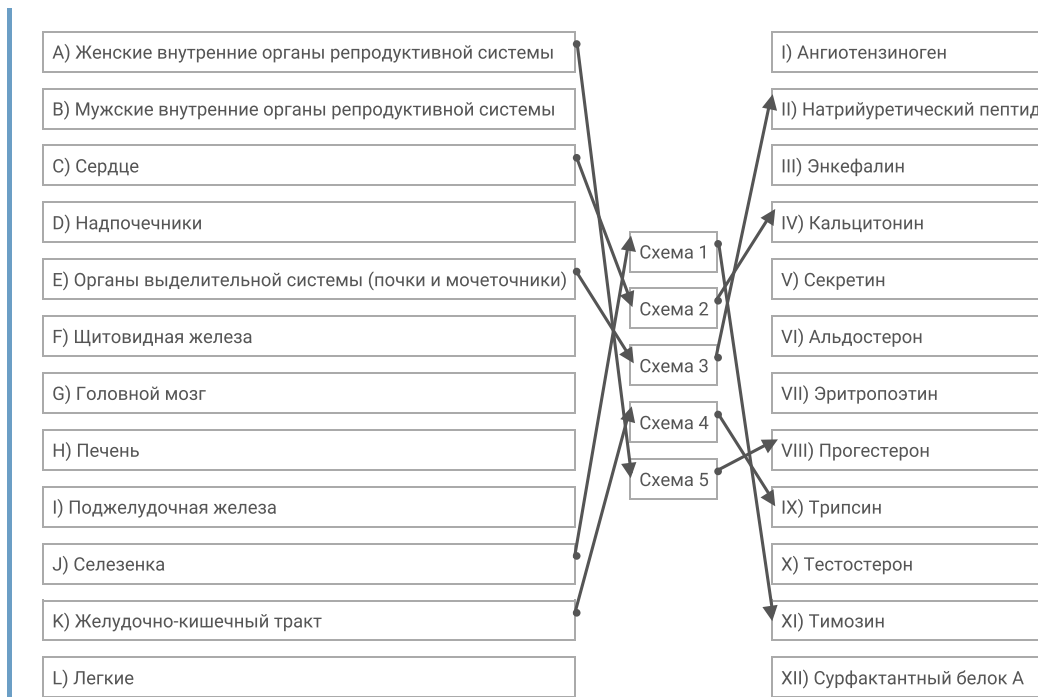 A) Женские внутренние органы репродуктивной системы
B) Мужские внутренние органы репродуктивной системы
C) Сердце
D) Надпочечники
E) Органы выделительной системы (почки и мочеточники)
F) Щитовидная железа
G) Головной мозг
H) Печень
I) Поджелудочная железа
J) Селезенка
K) Желудочно-кишечный тракт
L) Легкие
Схема 1
Схема 2
Схема 3
Схема 4
Схема 5
I) Ангиотензиноген
II) Натрийуретический пептид
III) Энкефалин
IV) Кальцитонин
V) Секретин
VI) Альдостерон
VII) Эритропоэтин
VIII) Прогестерон
IX) Трипсин
X) Тестостерон
XI) Тимозин
XII) Сурфактантный белок А